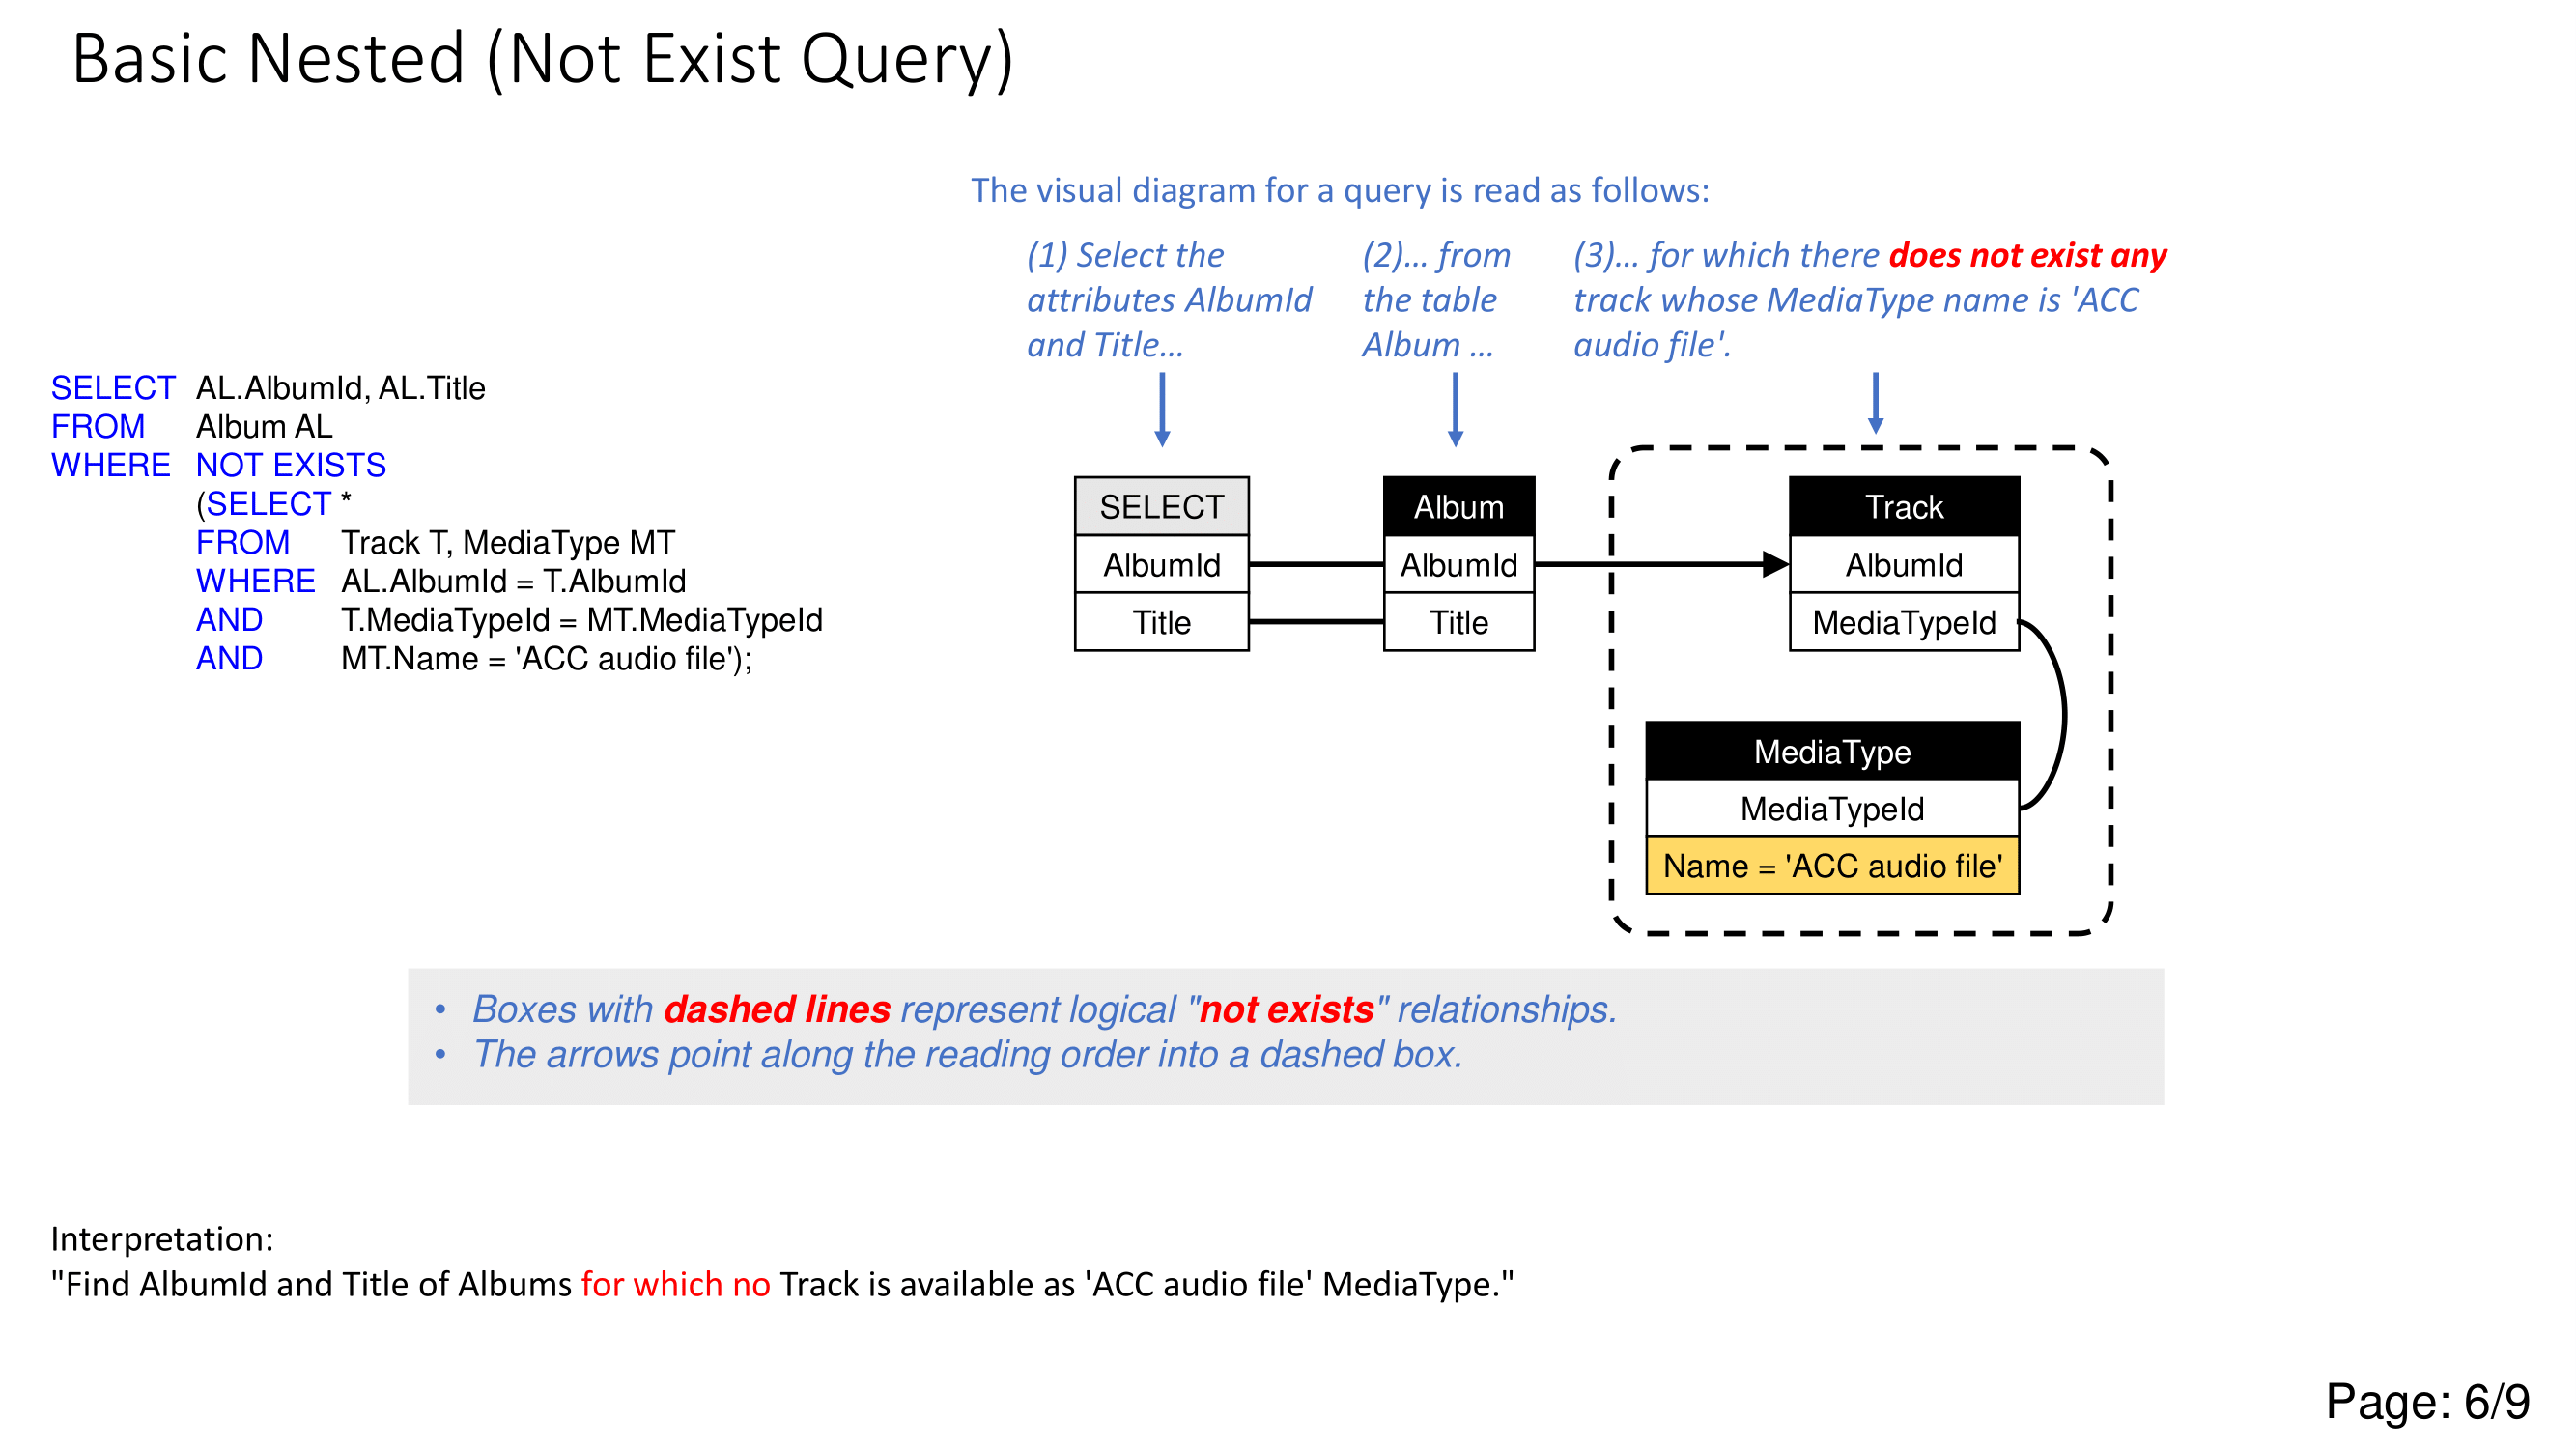 Basic Nested (Not Exist Query)
The visual diagram for a query is read as follows:
(1) Select the
attributes AlbumId
and Title...
(2)... from
the table
Album ...
(3)... for which there does not exist any
track whose MediaType name is 'ACC
audio file'.
SELECT AL.AlbumId, AL.Title
FROM Album AL
WHERE NOT EXISTS
(SELECT *
FROM Track T, MediaType MT
WHERE AL.AlbumId = T.AlbumId
AND T.MediaTypeId = MT.MediaTypeId
AND MT.Name = 'ACC audio file');
SELECT
AlbumId
Title
Album
AlbumId
Title
Track
AlbumId
MediaTypeId
MediaType
MediaTypeId
Name = 'ACC audio file'
• Boxes with dashed lines represent logical "not exists" relationships.
• The arrows point along the reading order into a dashed box.
Interpretation:
"Find AlbumId and Title of Albums for which no Track is available as 'ACC audio file' MediaType."
Page: 6/9